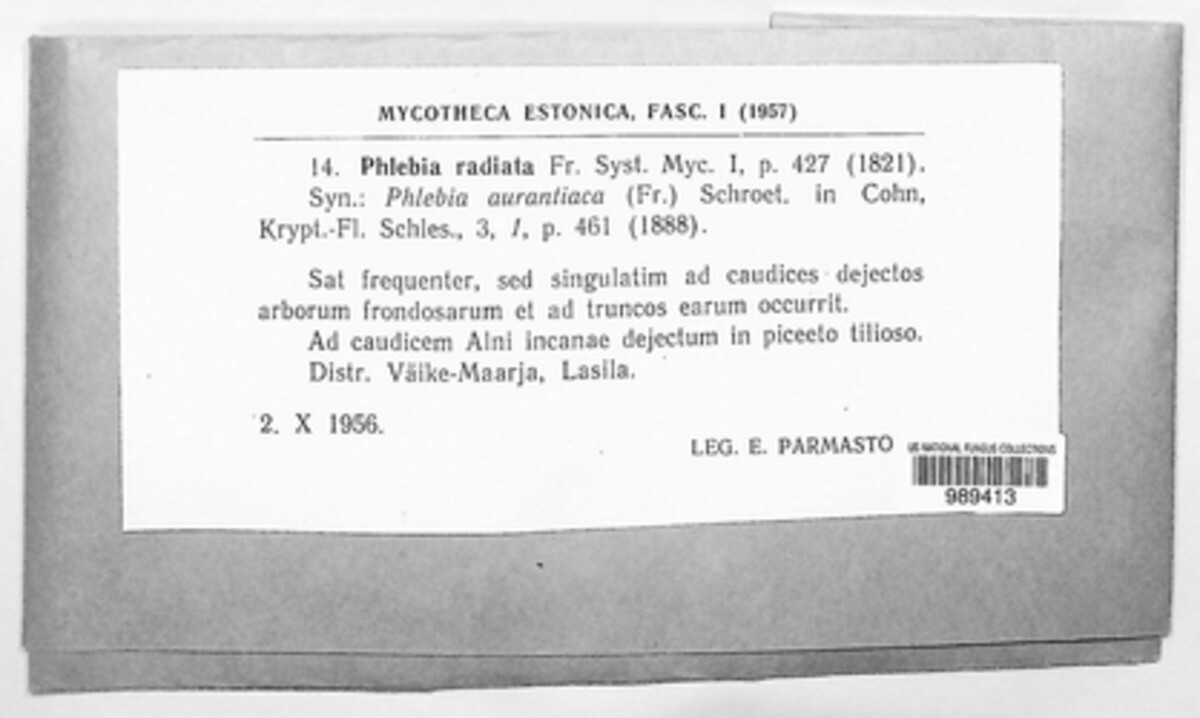 MYCOTHECA ESTONICA, FASC. I (1957)
14. Phlebia radiata Fr. Syst. Myc. I, p. 427 (1821).
Syn.: Phlebia aurantiaca (Fr.) Schroet. in Cohn,
Krypt.-Fl. Schles., 3, 1, p. 461 (1888).
Sat frequenter, sed singulatim ad caudices dejectos
arborum frondosarum et ad truncos earum occurrit.
Ad caudicem Alni incanae dejectum in piceeto tilioso.
Distr. Väike-Maarja, Lasila.
2. X 1956.
LEG. E. PARMASTO
US NATIONAL FUNGUS COLLECTIONS
989413